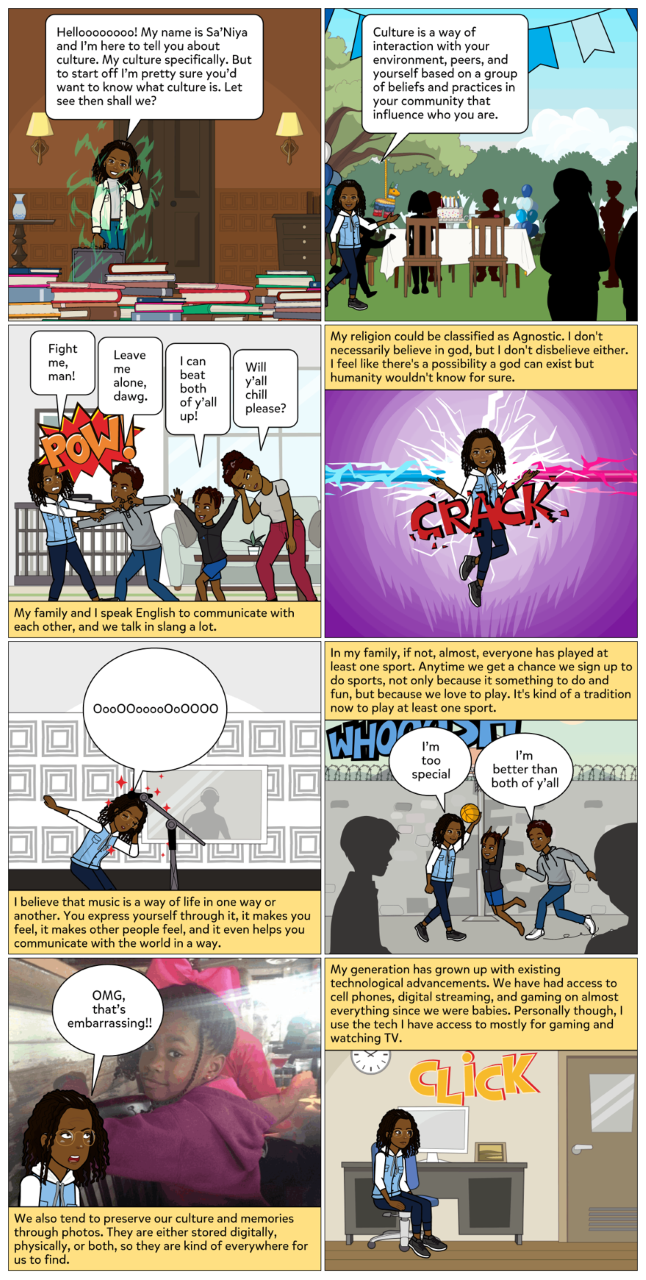 Helloooooooo! My name is Sa'Niya
and I'm here to tell you about
culture. My culture specifically. But
to start off I'm pretty sure you'd
want to know what culture is. Let
see then shall we?
Culture is a way of
interaction with your
environment, peers, and
yourself based on a group
of beliefs and practices in
your community that
influence who you are.
Fight
me,
man!
Leave
me
alone,
dawg.
I can
beat
both
of y'all
up!
Will
y'all
chill
please?
POW!
My family and I speak English to communicate with
each other, and we talk in slang a lot.
My religion could be classified as Agnostic. I don't
necessarily believe in god, but I don't disbelieve either.
I feel like there's a possibility a god can exist but
humanity wouldn't know for sure.
CRACK
OooOOooooOoOOOO
I believe that music is a way of life in one way or
another. You express yourself through it, it makes you
feel, it makes other people feel, and it even helps you
communicate with the world in a way.
In my family, if not, almost, everyone has played at
least one sport. Anytime we get a chance we sign up to
do sports, not only because it something to do and
fun, but because we love to play. It's kind of a tradition
now to play at least one sport.
WHOOOSH
I'm
too
special
I'm
better than
both of y'all
OMG,
that's
embarrassing!!
We also tend to preserve our culture and memories
through photos. They are either stored digitally,
physically, or both, so they are kind of everywhere for
us to find.
My generation has grown up with existing
technological advancements. We have had access to
cell phones, digital streaming, and gaming on almost
everything since we were babies. Personally though, I
use the tech I have access to mostly for gaming and
watching TV.
CLICK